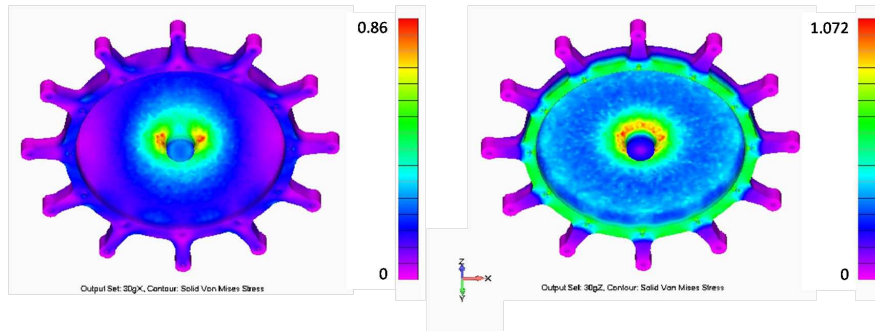 0.86
0
Output Set: 30gX, Contour: Solid Von Mises Stress
1.072
0
Output Set: 30gZ, Contour: Solid Von Mises Stress
Z
X
Y